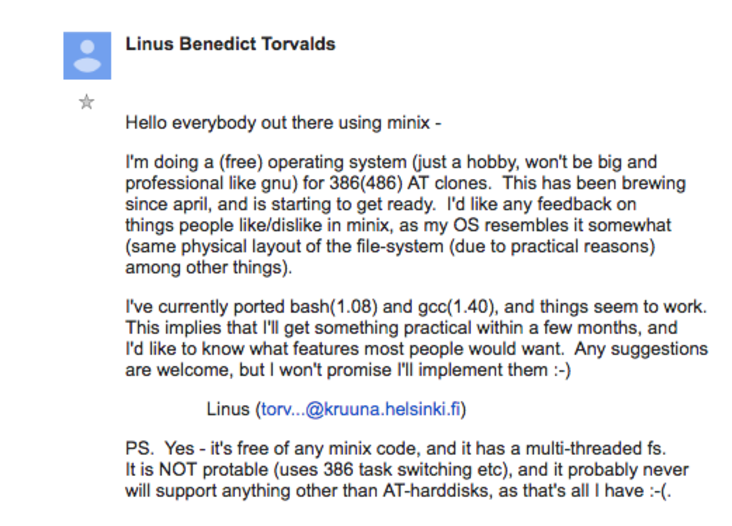 Linus Benedict Torvalds
Hello everybody out there using minix -
I'm doing a (free) operating system (just a hobby, won't be big and
professional like gnu) for 386(486) AT clones.  This has been brewing
since april, and is starting to get ready.  I'd like any feedback on
things people like/dislike in minix, as my OS resembles it somewhat
(same physical layout of the file-system (due to practical reasons)
among other things).
I've currently ported bash(1.08) and gcc(1.40), and things seem to work.
This implies that I'll get something practical within a few months, and
I'd like to know what features most people would want.  Any suggestions
are welcome, but I won't promise I'll implement them :-)
Linus (torv...@kruuna.helsinki.fi)
PS.  Yes - it's free of any minix code, and it has a multi-threaded fs.
It is NOT protable (uses 386 task switching etc), and it probably never
will support anything other than AT-harddisks, as that's all I have :-(.